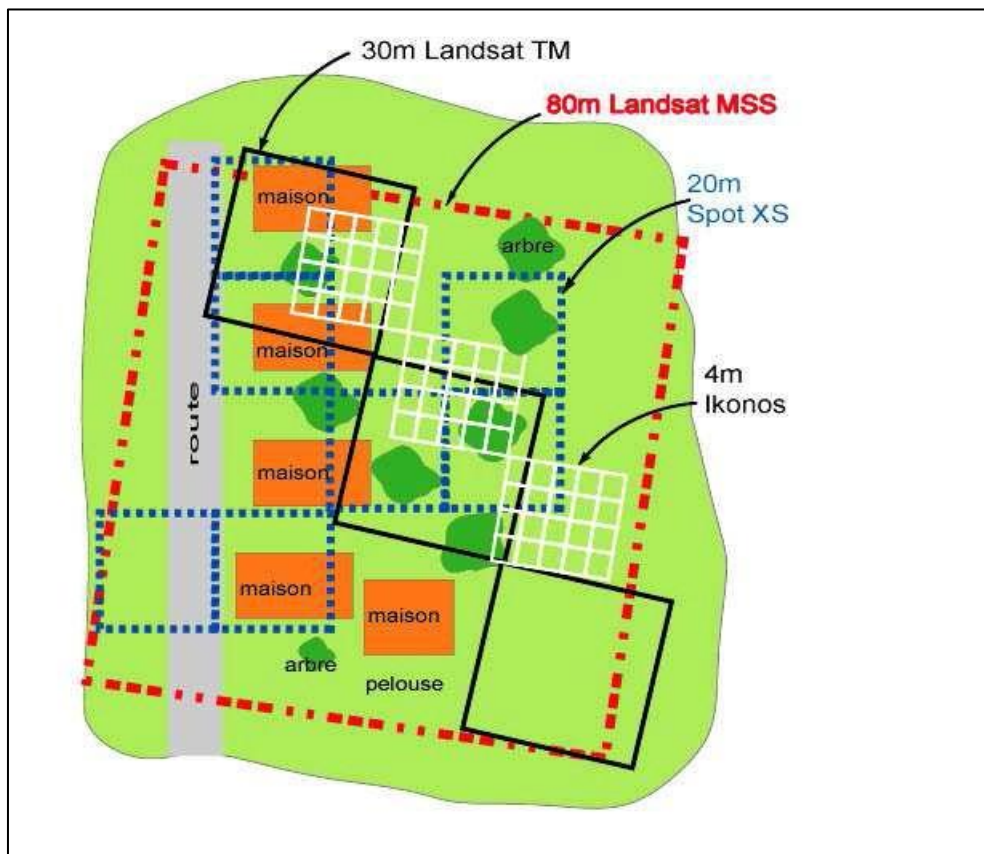 30m Landsat TM
80m Landsat MSS
20m
Spot XS
maison
arbre
4m
Ikonos
maison
route
maison
maison
maison
arbre
pelouse